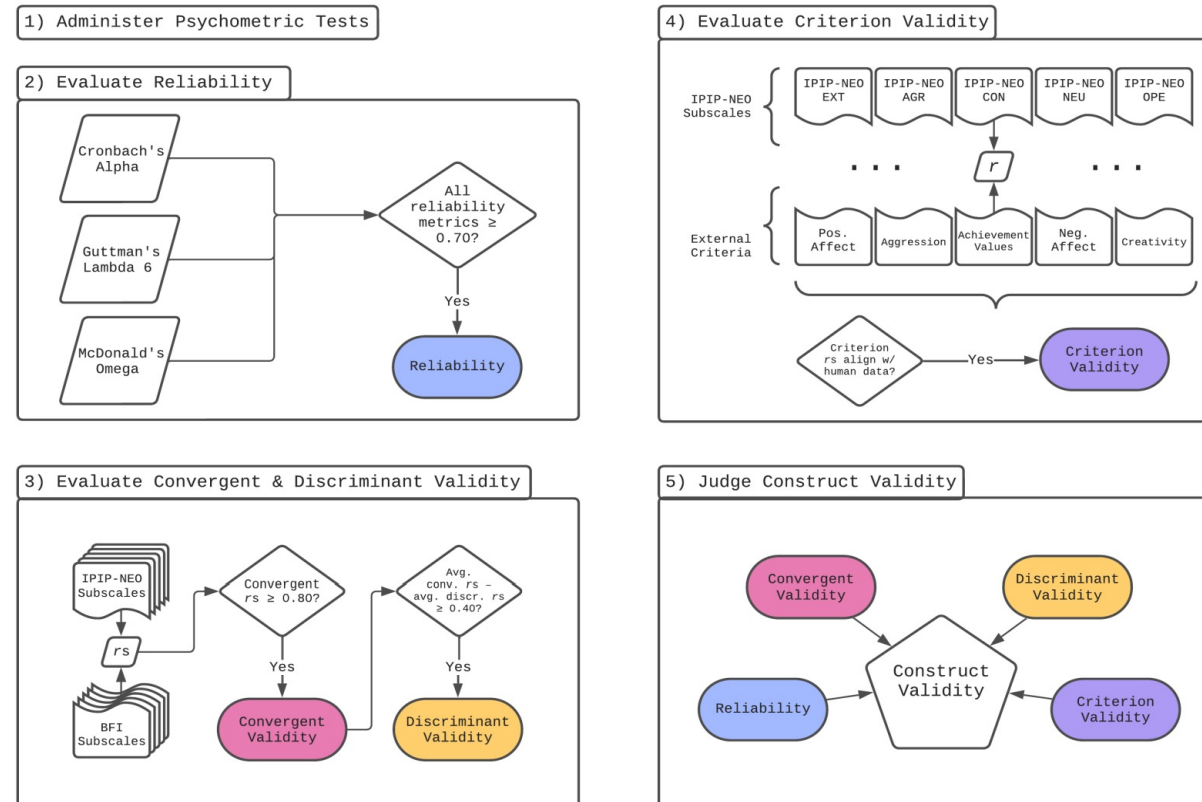 1) Administer Psychometric Tests
2) Evaluate Reliability
Cronbach's
Alpha
Guttman's
Lambda 6
McDonald's
Omega
All
reliability
metrics ≥
0.70?
Yes
Reliability
3) Evaluate Convergent & Discriminant Validity
IPIP-NEO
Subscales
rs
BFI
Subscales
Convergent
rs ≥ 0.80?
Yes
Convergent
Validity
Avg.
conv. rs –
avg. discr. rs
≥ 0.40?
Yes
Discriminant
Validity
4) Evaluate Criterion Validity
IPIP-NEO
Subscales
IPIP-NEO
EXT
IPIP-NEO
AGR
IPIP-NEO
CON
IPIP-NEO
NEU
IPIP-NEO
OPE
...
r
...
External
Criteria
Pos.
Affect
Aggression
Achievement
Values
Neg.
Affect
Creativity
Criterion
rs align w/
human data?
Yes
Criterion
Validity
5) Judge Construct Validity
Convergent
Validity
Discriminant
Validity
Construct
Validity
Reliability
Criterion
Validity